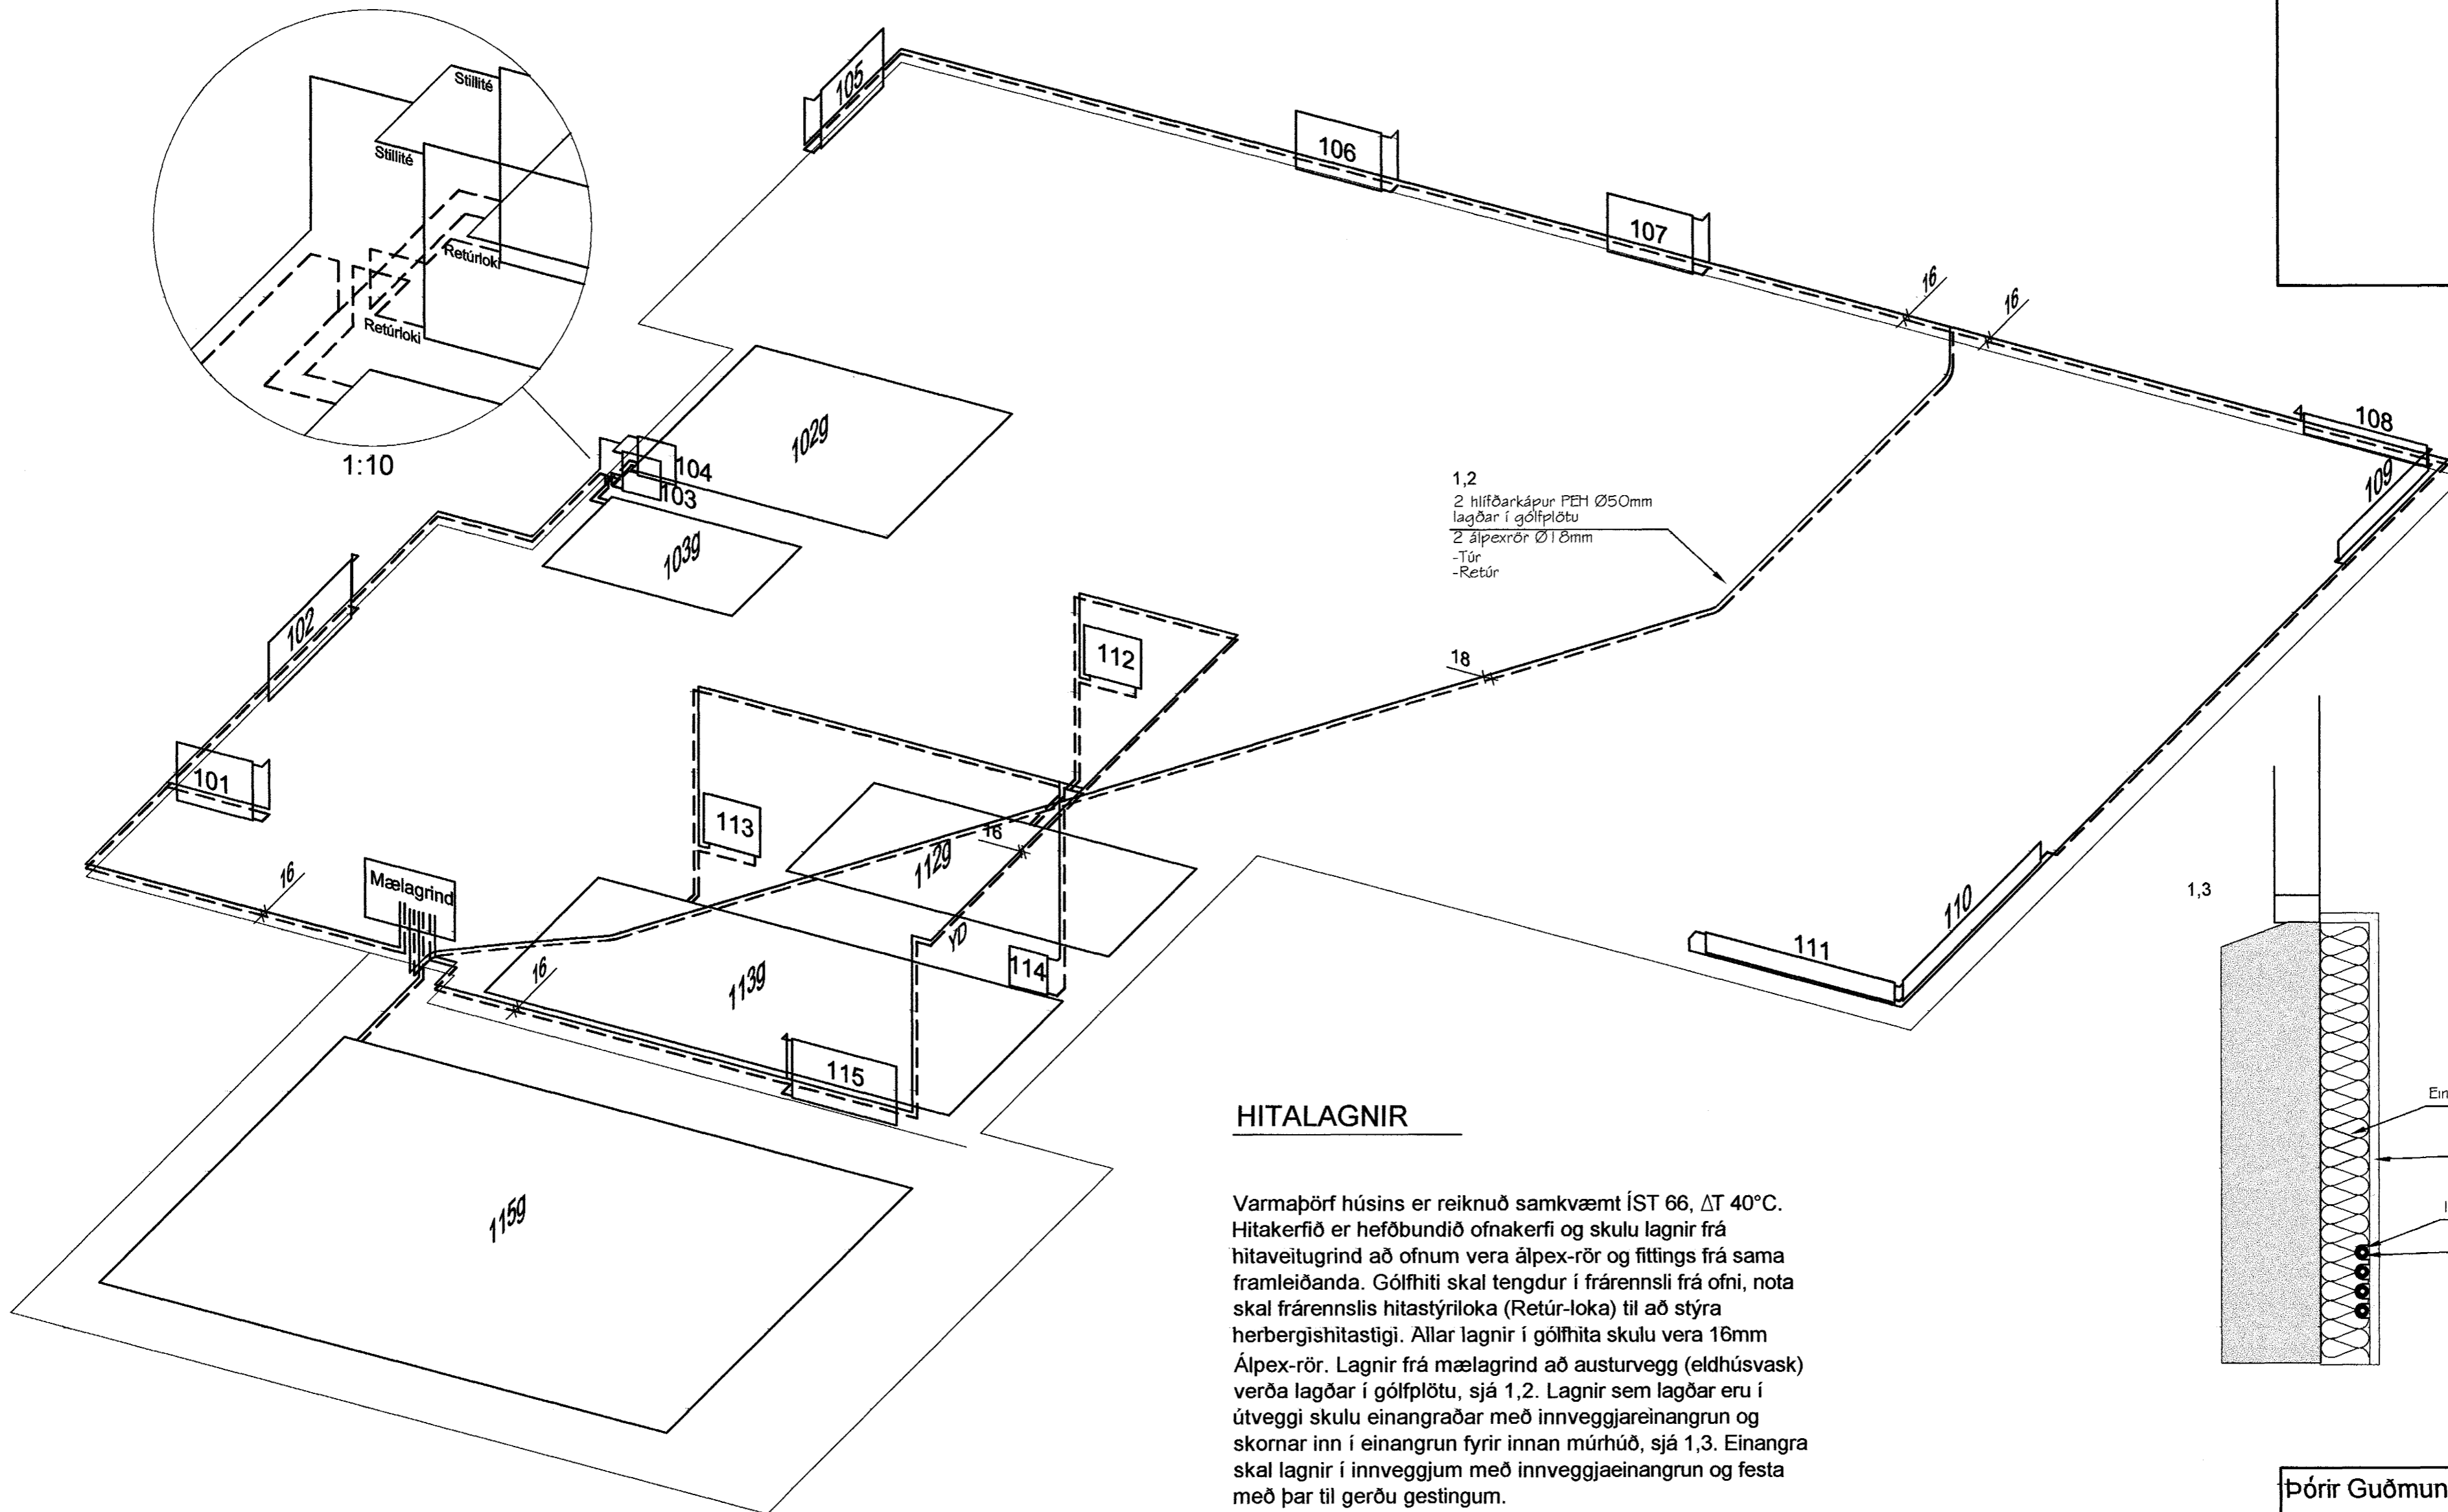 Stillité
Stillité
Retúrloki
Retúrloki
1:10
105
106
107
16
16
108
109
102g
104
103
103g
1,2
2 hlífðarkápur PEH Ø50mm
lagðar í gólfplötu
2 álpexrör Ø18mm
-Túr
-Retúr
102
112
18
101
113
16
112g
Mælagrind
16
YD
110
111
1,3
114
16
113g
115
115g
HITALAGNIR
Varmaþörf húsins er reiknuð samkvæmt ÍST 66, ΔT 40°C.
Hitakerfið er hefðbundið ofnakerfi og skulu lagnir frá
hitaveitugrind að ofnum vera álpex-rör og fittings frá sama
framleiðanda. Gólfhiti skal tengdur í frárennsli frá ofni, nota
skal frárennslis hitastýriloka (Retúr-loka) til að stýra
herbergishitastigi. Allar lagnir í gólfhita skulu vera 16mm
Álpex-rör. Lagnir frá mælagrind að austurvegg (eldhúsvask)
verða lagðar í gólfplötu, sjá 1,2. Lagnir sem lagðar eru í
útveggi skulu einangraðar með innveggjareinangrun og
skornar inn í einangrun fyrir innan múrhúð, sjá 1,3. Einangra
skal lagnir í innveggjum með innveggjaeinangrun og festa
með þar til gerðu gestingum.
Ein
Þórir Guðmun